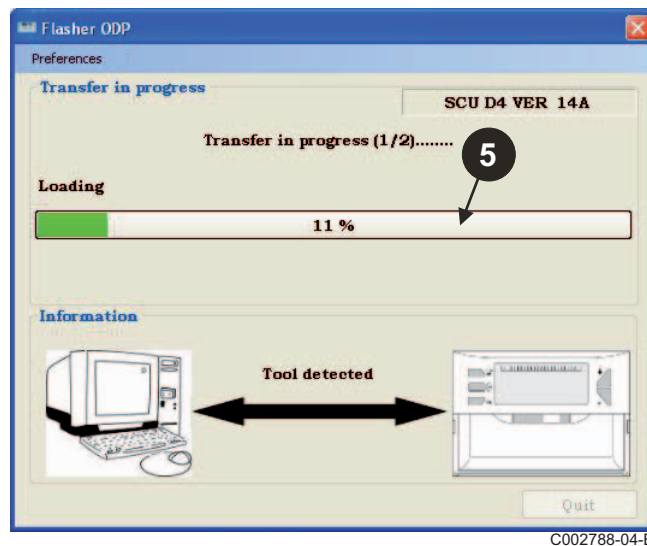 Flasher ODP
Preferences
Transfer in progress
SCU D4 VER 14A
Transfer in progress (1/2)........
5
Loading
11 %
Information
Tool detected
Quit
C002788-04-E